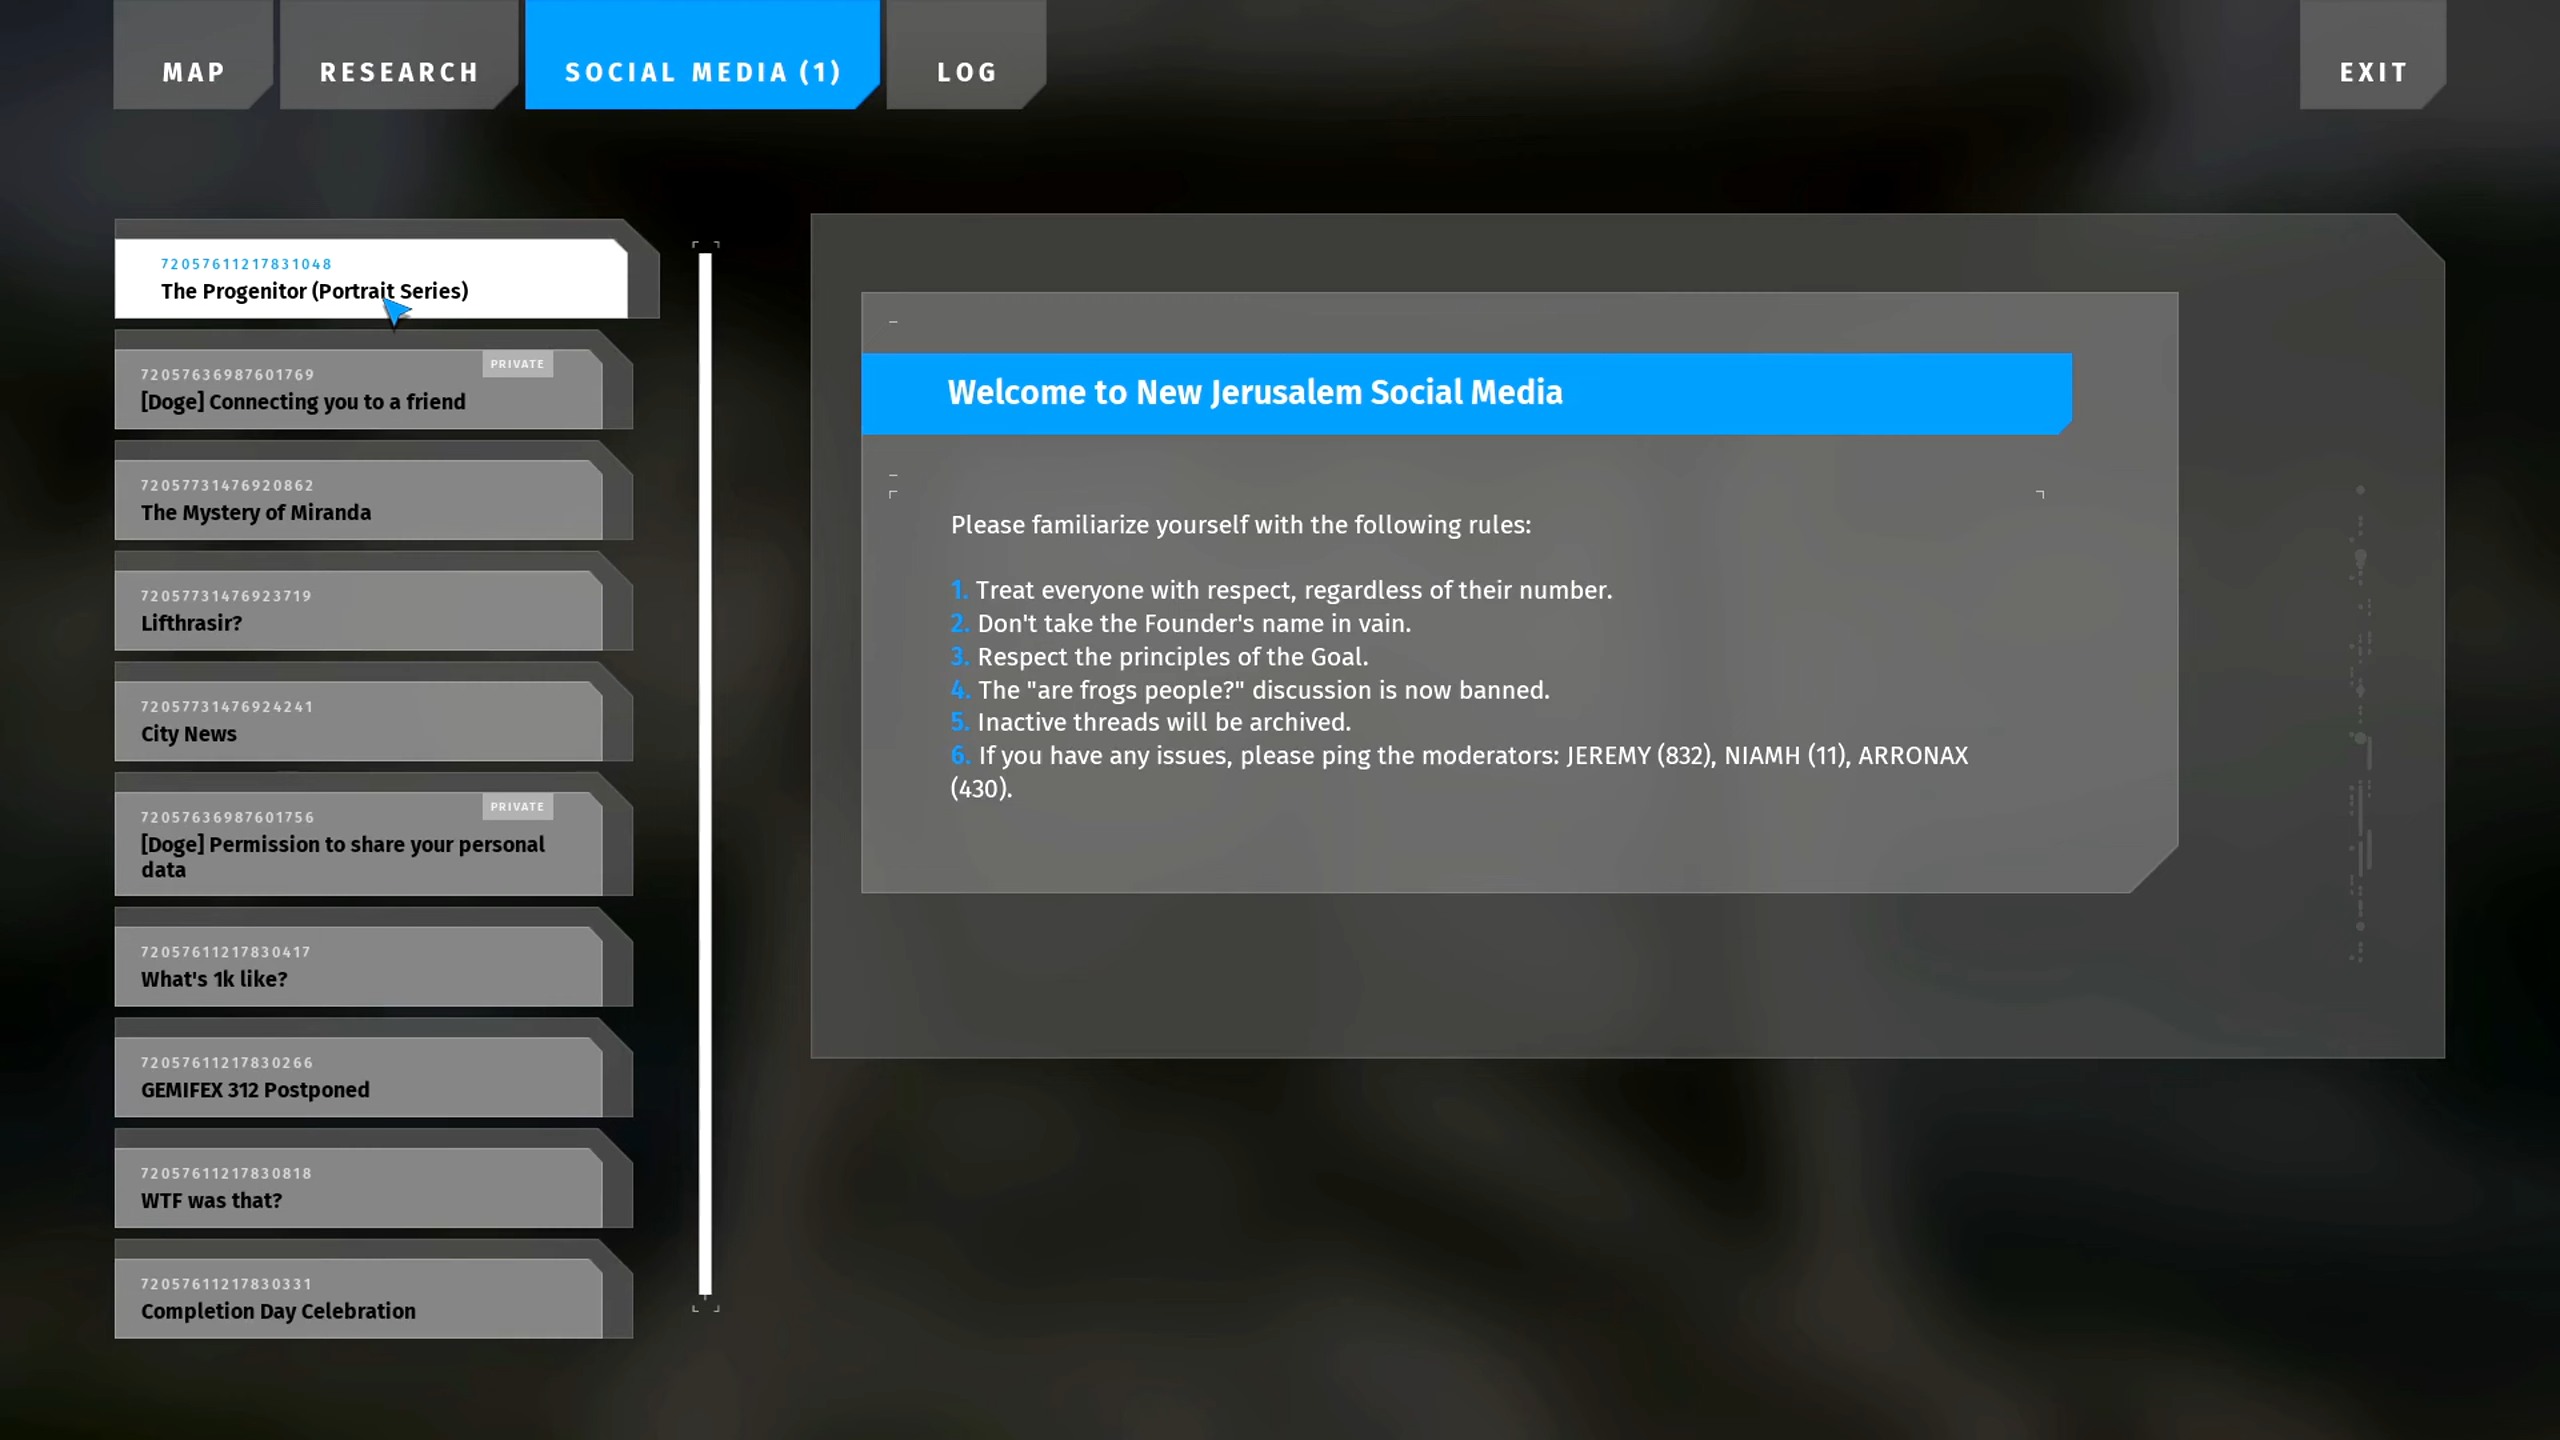 MAP
RESEARCH
SOCIAL MEDIA (1)
LOG
EXIT
72057611217831048
The Progenitor (Portrait Series)
72057636987601769
PRIVATE
[Doge] Connecting you to a friend
72057731476920862
The Mystery of Miranda
72057731476923719
Lifthrasir?
72057731476924241
City News
72057636987601756
PRIVATE
[Doge] Permission to share your personal
data
72057611217830417
What's 1k like?
72057611217830266
GEMIFEX 312 Postponed
72057611217830818
WTF was that?
72057611217830331
Completion Day Celebration
Welcome to New Jerusalem Social Media
Please familiarize yourself with the following rules:
1. Treat everyone with respect, regardless of their number.
2. Don't take the Founder's name in vain.
3. Respect the principles of the Goal.
4. The "are frogs people?" discussion is now banned.
5. Inactive threads will be archived.
6. If you have any issues, please ping the moderators: JEREMY (832), NIAMH (11), ARRONAX
(430).